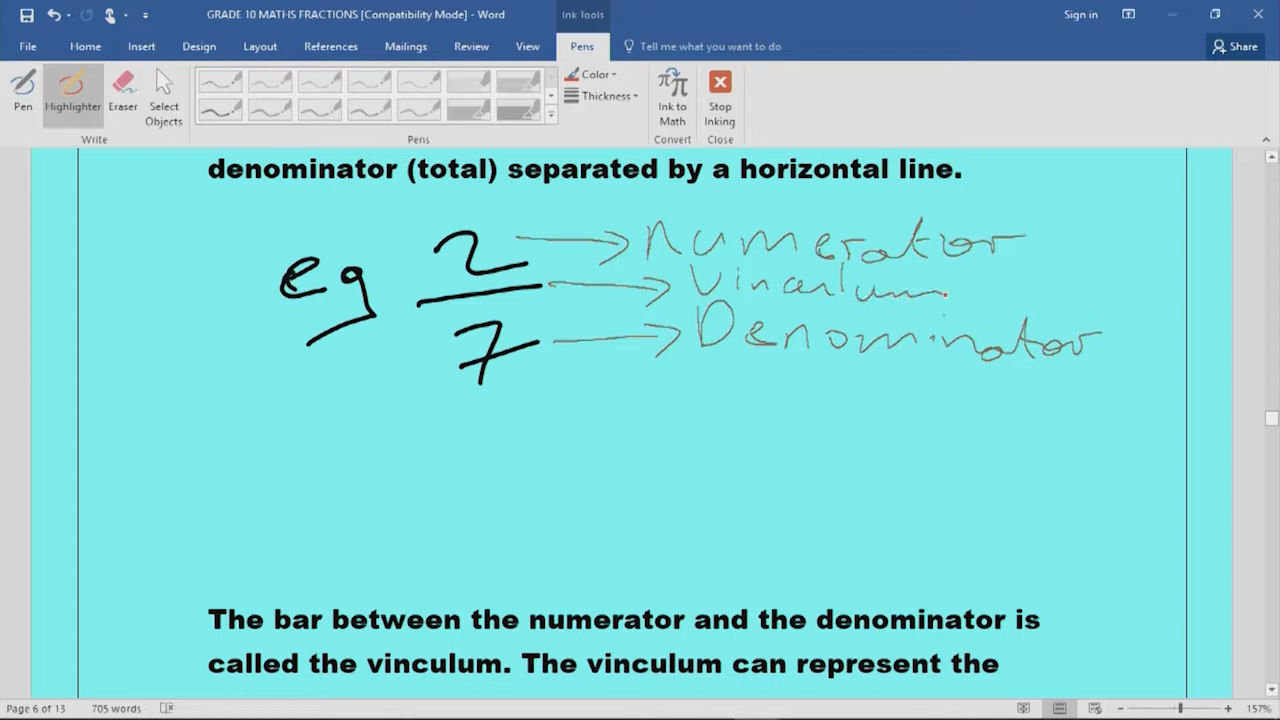 GRADE 10 MATHS FRACTIONS [Compatibility Mode] - Word
Ink Tools
Sign in
File Home Insert Design Layout References Mailings Review View Pens Tell me what you want to do Share
Pen Highlighter Eraser Select Objects
Color
Thickness
Ink to Math
Stop Inking
Write Pens Convert Close
denominator (total) separated by a horizontal line.
eg 2 → Numerator
→ Vinculum
7 → Denominator
The bar between the numerator and the denominator is
called the vinculum. The vinculum can represent the
Page 6 of 13 705 words 157%